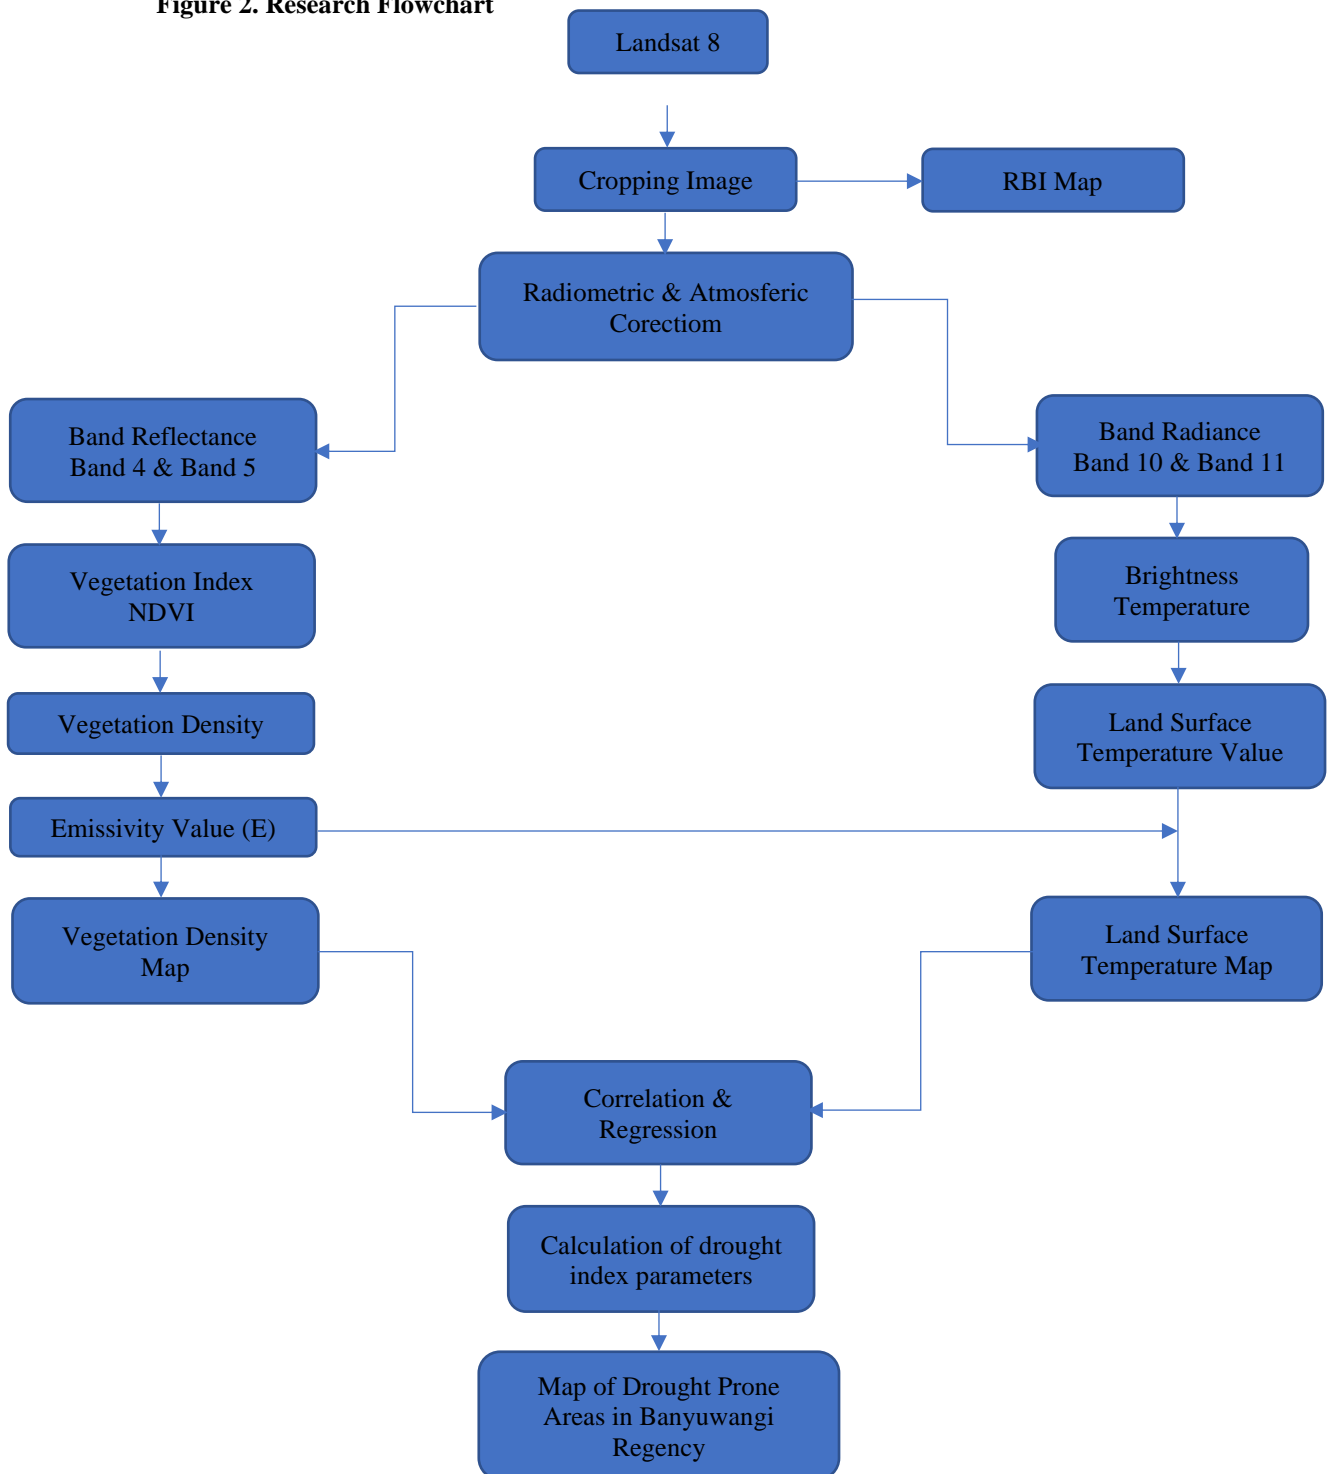 Figure 2. Research Flowchart
Landsat 8
Cropping Image
RBI Map
Radiometric & Atmosferic
Corectiom
Band Reflectance
Band 4 & Band 5
Band Radiance
Band 10 & Band 11
Vegetation Index
NDVI
Brightness
Temperature
Vegetation Density
Land Surface
Temperature Value
Emissivity Value (E)
Vegetation Density
Map
Land Surface
Temperature Map
Correlation &
Regression
Calculation of drought
index parameters
Map of Drought Prone
Areas in Banyuwangi
Regency